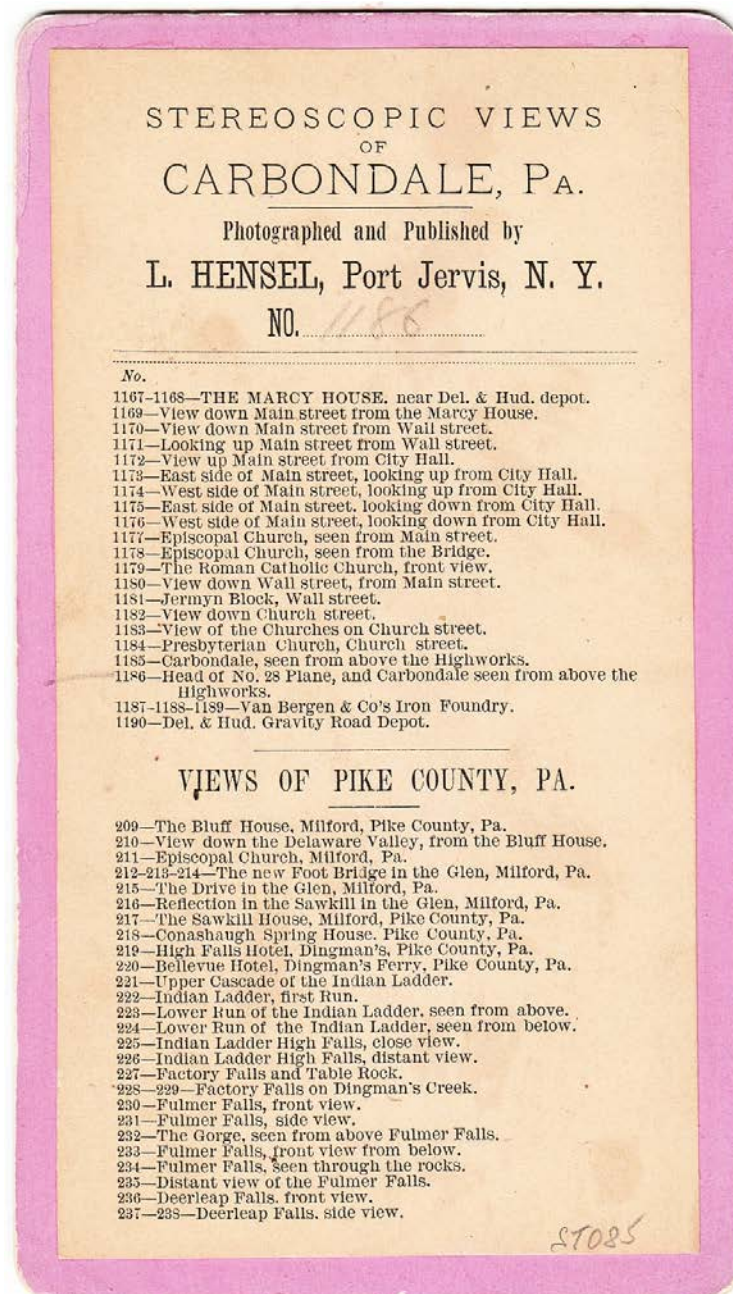 STEREOSCOPIC VIEWS
OF
CARBONDALE, PA.
Photographed and Published by
L. HENSEL, Port Jervis, N. Y.
NO. 1186
No.
1167-1168—THE MARCY HOUSE. near Del. & Hud. depot.
1169—View down Main street from the Marcy House.
1170—View down Main street from Wall street.
1171—Looking up Main street from Wall street.
1172—View up Main street from City Hall.
1173—East side of Main street, looking up from City Hall.
1174—West side of Main street, looking up from City Hall.
1175—East side of Main street. looking down from City Hall.
1176—West side of Main street, looking down from City Hall.
1177—Episcopal Church, seen from Main street.
1178—Episcopal Church, seen from the Bridge.
1179—The Roman Catholic Church, front view.
1180—View down Wall street, from Main street.
1181—Jermyn Block, Wall street.
1182—View down Church street.
1183—View of the Churches on Church street.
1184—Presbyterian Church, Church street.
1185—Carbondale, seen from above the Highworks.
1186—Head of No. 28 Plane, and Carbondale seen from above the
Highworks.
1187-1188-1189—Van Bergen & Co's Iron Foundry.
1190—Del. & Hud. Gravity Road Depot.
VIEWS OF PIKE COUNTY, PA.
209—The Bluff House, Milford, Pike County, Pa.
210—View down the Delaware Valley, from the Bluff House.
211—Episcopal Church, Milford, Pa.
212-213-214—The new Foot Bridge in the Glen, Milford, Pa.
215—The Drive in the Glen, Milford, Pa.
216—Reflection in the Sawkill in the Glen, Milford, Pa.
217—The Sawkill House, Milford, Pike County, Pa.
218—Conashaugh Spring House. Pike County, Pa.
219—High Falls Hotel, Dingman's, Pike County, Pa.
220—Bellevue Hotel, Dingman's Ferry, Pike County, Pa.
221—Upper Cascade of the Indian Ladder.
222—Indian Ladder, first Run.
223—Lower Run of the Indian Ladder, seen from above.
224—Lower Run of the Indian Ladder, seen from below.
225—Indian Ladder High Falls, close view.
226—Indian Ladder High Falls, distant view.
227—Factory Falls and Table Rock.
228—229—Factory Falls on Dingman's Creek.
230—Fulmer Falls, front view.
231—Fulmer Falls, side view.
232—The Gorge, seen from above Fulmer Falls.
233—Fulmer Falls, front view from below.
234—Fulmer Falls, seen through the rocks.
235—Distant view of the Fulmer Falls.
236—Deerleap Falls. front view.
237—238—Deerleap Falls. side view.
ST085